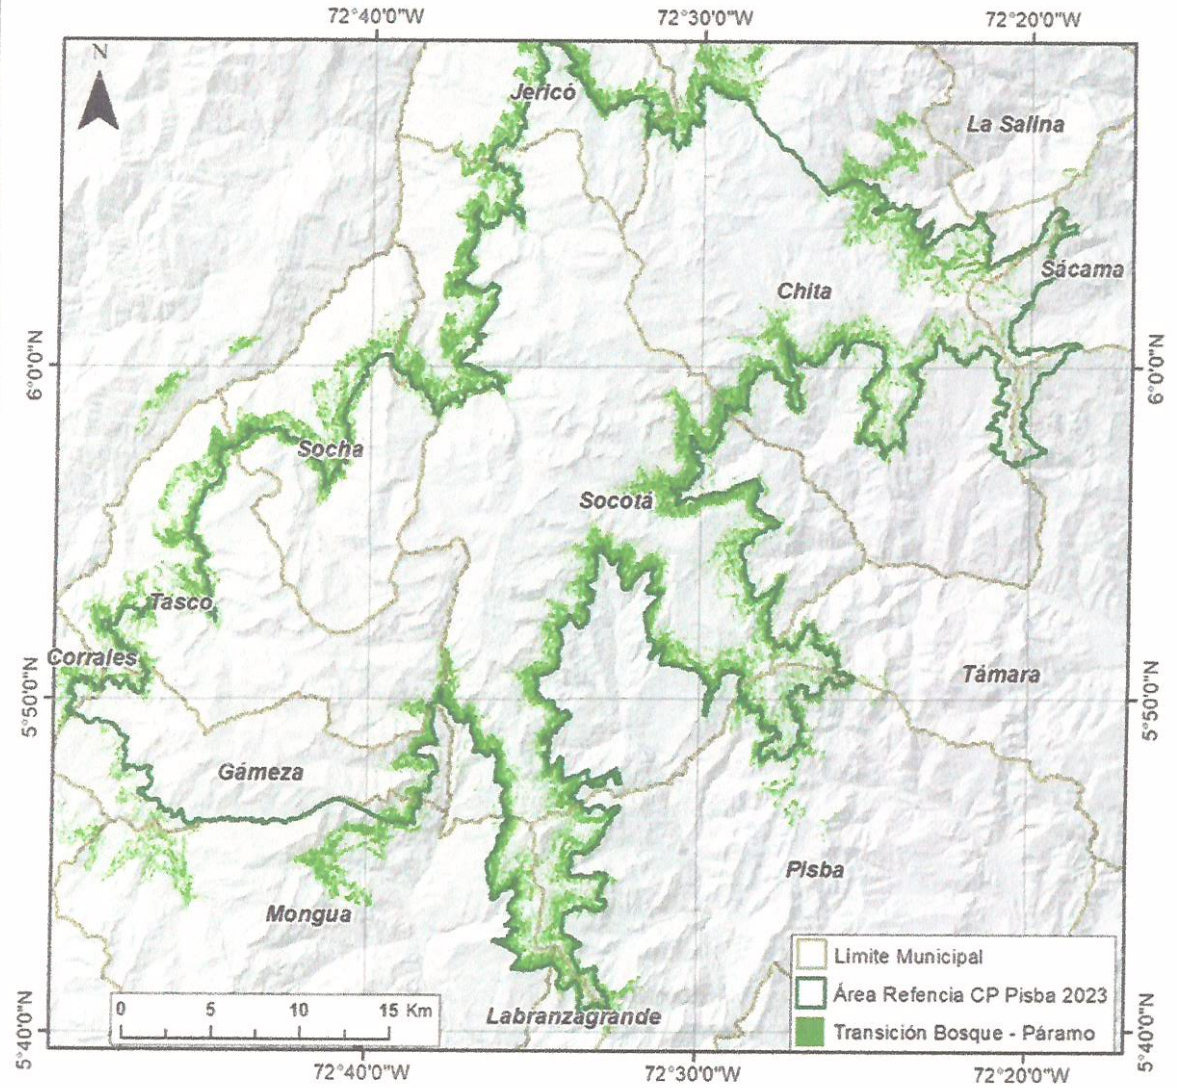 72°40'0"W 72°30'0"W 72°20'0"W
N
Jericó
La Salina
Sácama
Chita
6°0'0"N 6°0'0"N
Socha
Socotá
Tasco
Corrales
Támara
5°50'0"N 5°50'0"N
Gámeza
Pisba
Mongua
Límite Municipal
Área Refencia CP Pisba 2023
Transición Bosque - Páramo
0 5 10 15 Km
Labranzagrande
5°40'0"N 5°40'0"N
72°40'0"W 72°30'0"W 72°20'0"W